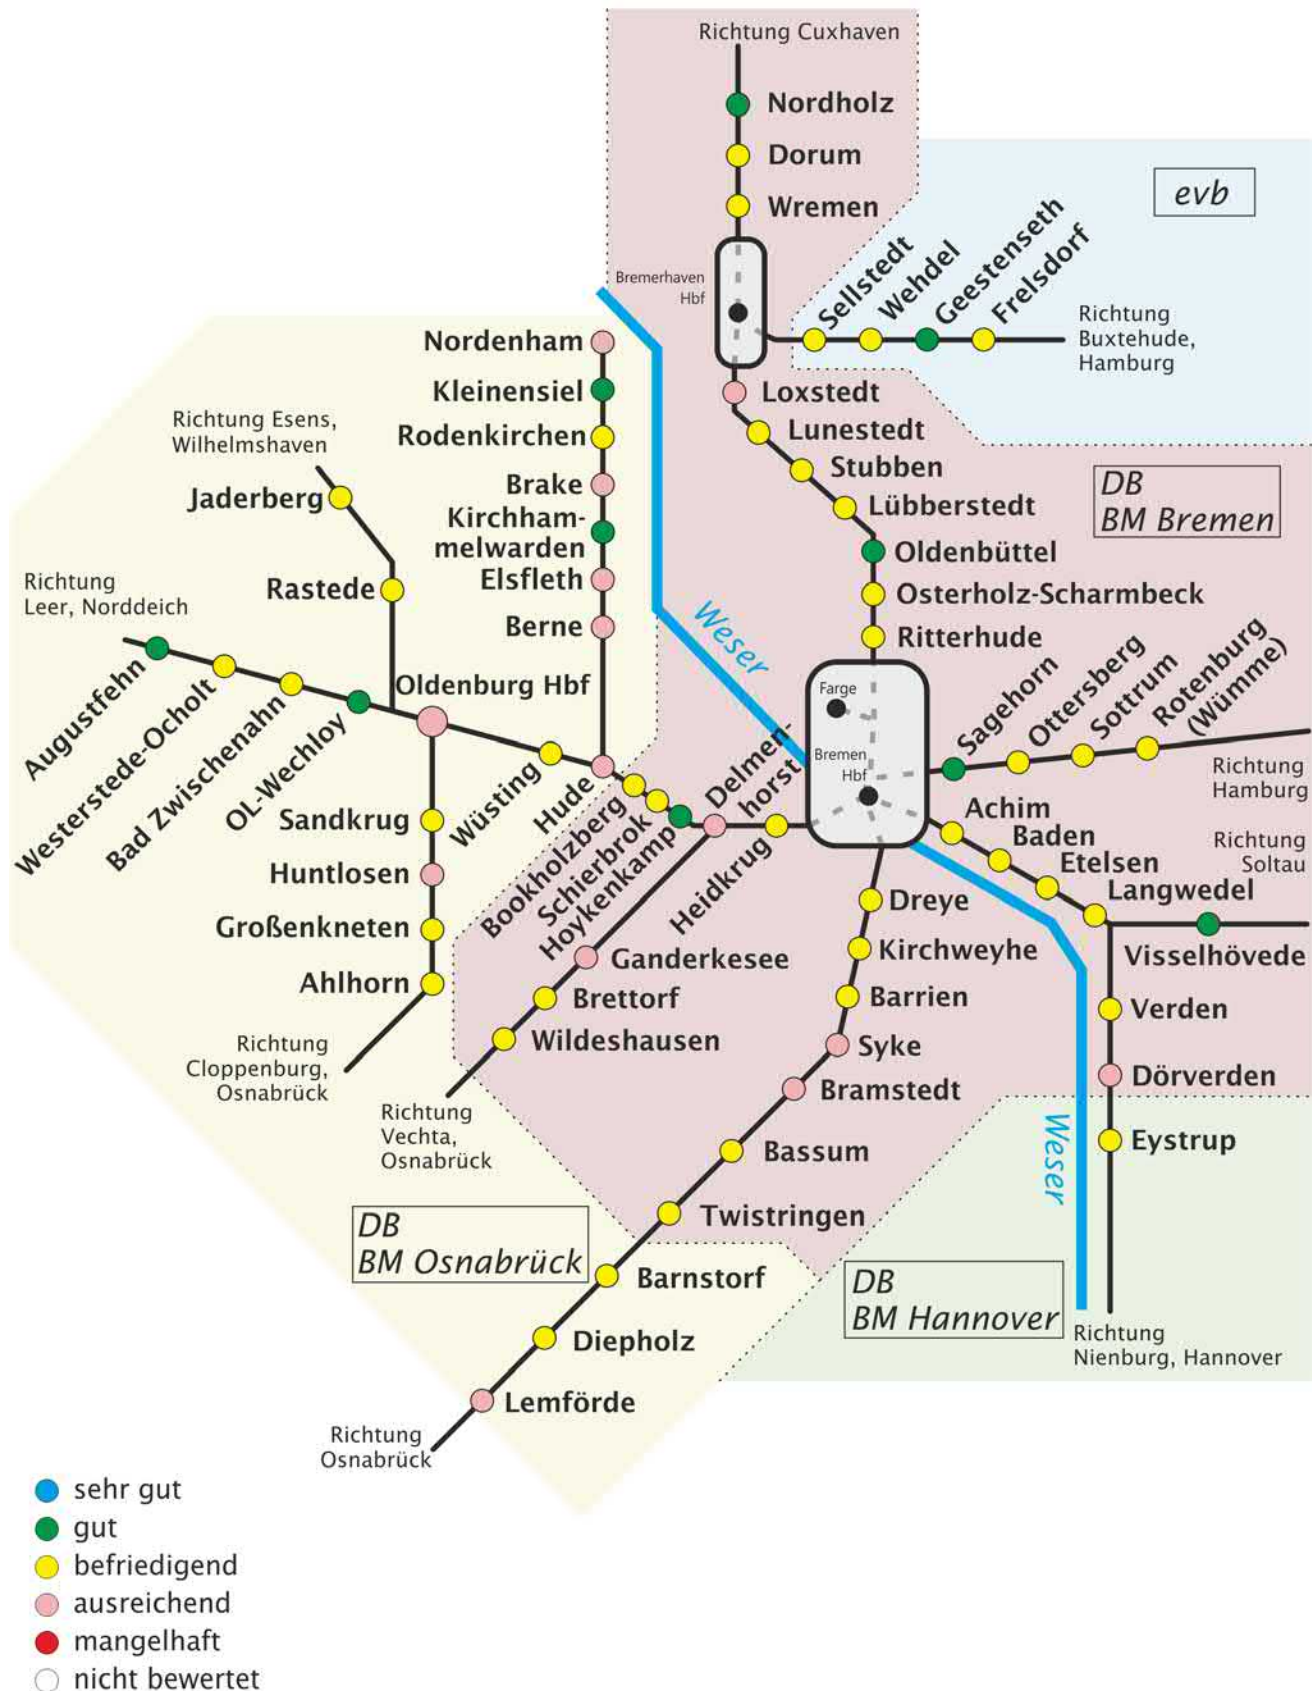 Richtung Cuxhaven
Nordholz
Dorum
Wremen
evb
Bremerhaven
Hbf
Sellstedt
Wehdel
Geestenseth
Frelsdorf
Richtung
Buxtehude,
Hamburg
Nordenham
Kleinensiel
Rodenkirchen
Brake
Kirchham-
melwarden
Elsfleth
Berne
Richtung Esens,
Wilhelmshaven
Jaderberg
Rastede
Richtung
Leer, Norddeich
Loxstedt
Lunestedt
Stubben
Lübberstedt
Oldenbüttel
Osterholz-Scharmbeck
Ritterhude
DB
BM Bremen
Weser
Augustfehn
Westerstede-Ocholt
Bad Zwischenahn
OL-Wechloy
Oldenburg Hbf
Wüsting
Hude
Bookholzberg
Schierbrok
Hoykenkamp
Delmen-
horst
Heidkrug
Farge
Bremen
Hbf
Sagehorn
Ottersberg
Sottrum
Rotenburg
(Wümme)
Richtung
Hamburg
Achim
Baden
Etelsen
Langwedel
Richtung
Soltau
Visselhövede
Verden
Dörverden
Eystrup
Sandkrug
Huntlosen
Großenkneten
Ahlhorn
Richtung
Cloppenburg,
Osnabrück
Ganderkesee
Brettorf
Wildeshausen
Richtung
Vechta,
Osnabrück
Dreye
Kirchweyhe
Barrien
Syke
Bramstedt
Bassum
Twistringen
Barnstorf
Diepholz
Lemförde
Richtung
Osnabrück
DB
BM Osnabrück
DB
BM Hannover
Weser
Richtung
Nienburg, Hannover
sehr gut
gut
befriedigend
ausreichend
mangelhaft
nicht bewertet